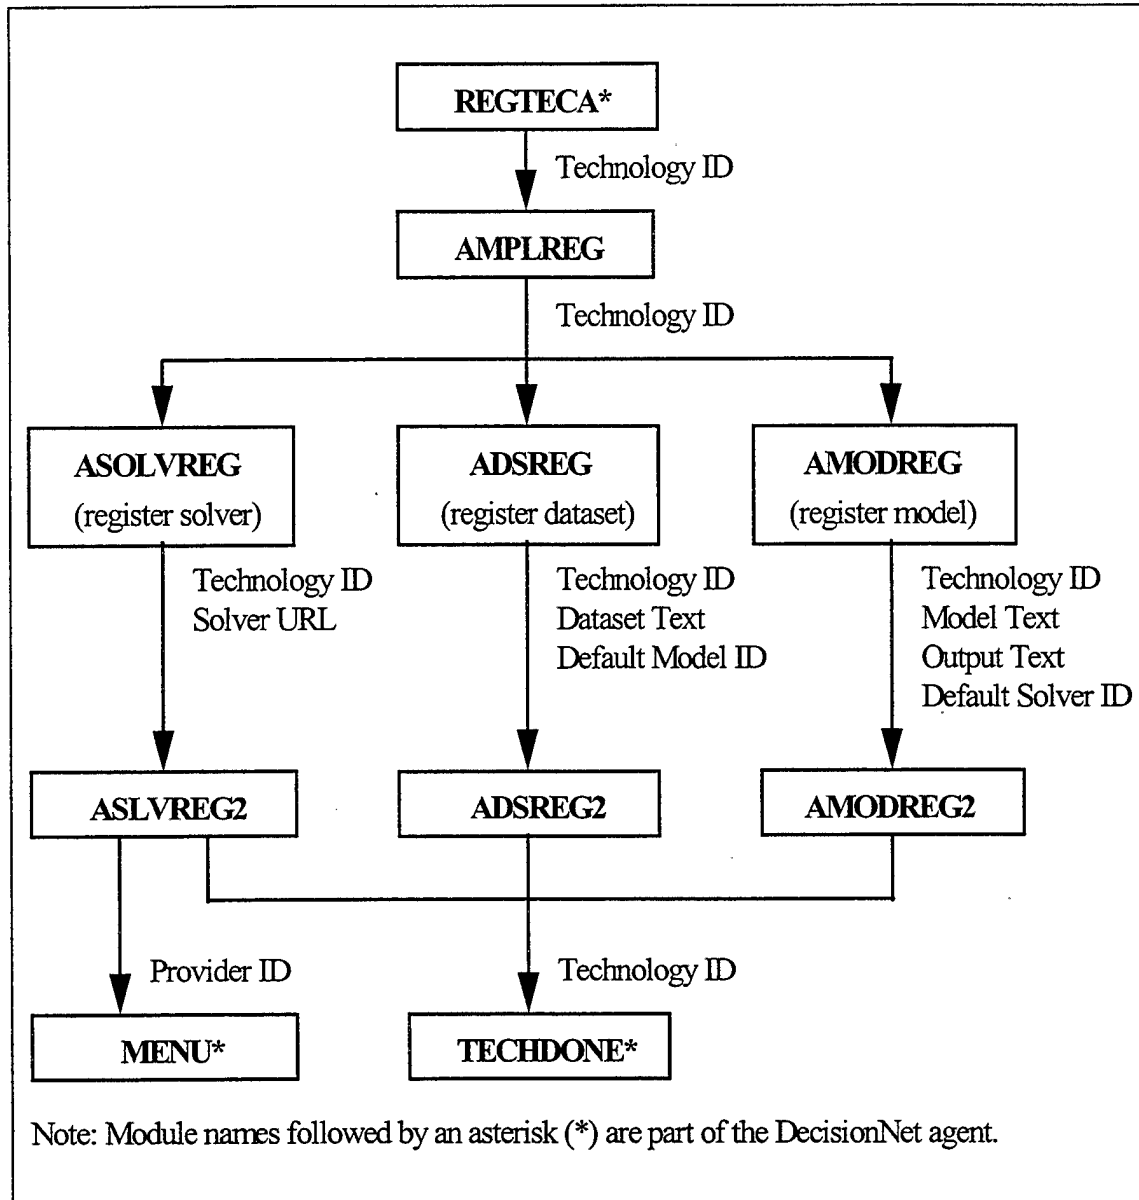 REGTECA*
Technology ID
AMPLREG
Technology ID
ASOLVREG
(register solver)
ADSREG
(register dataset)
AMODREG
(register model)
Technology ID
Solver URL
Technology ID
Dataset Text
Default Model ID
Technology ID
Model Text
Output Text
Default Solver ID
ASLVREG2
ADSREG2
AMODREG2
Provider ID
Technology ID
MENU*
TECHDONE*
Note: Module names followed by an asterisk (*) are part of the DecisionNet agent.